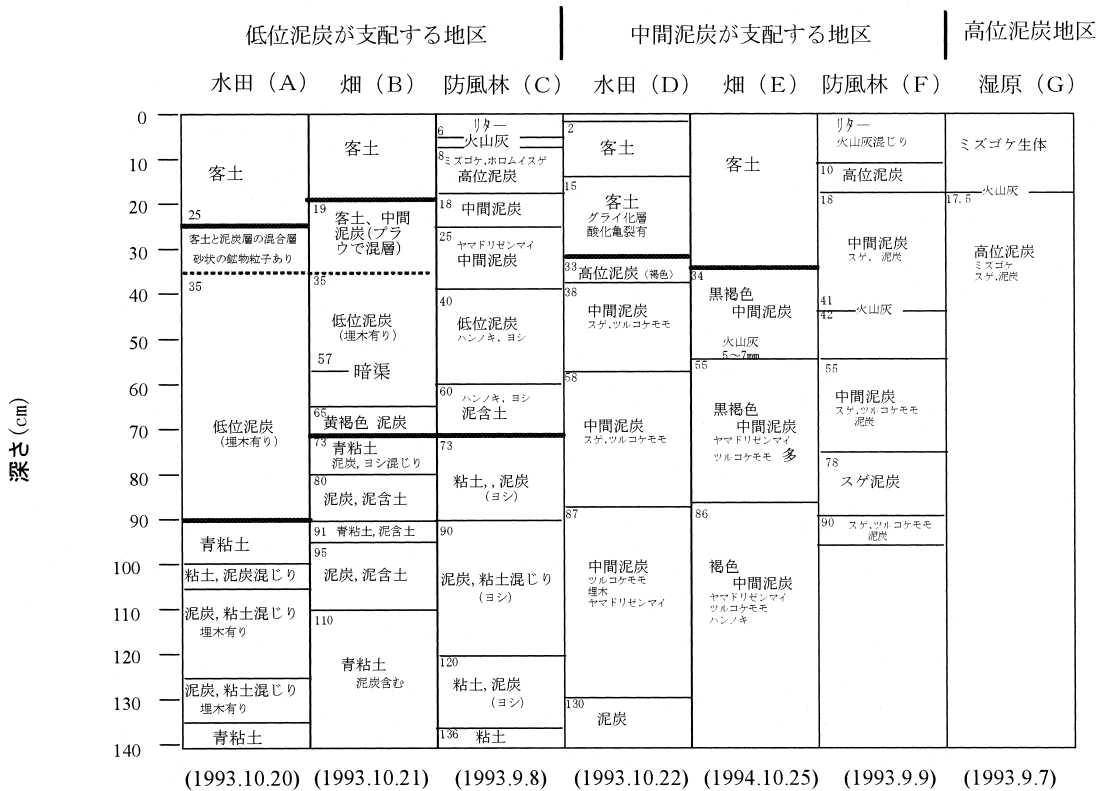 低位泥炭が支配する地区
中間泥炭が支配する地区
高位泥炭地区
水田（A）
畑（B）
防風林（C）
水田（D）
畑（E）
防風林（F）
湿原（G）
深さ(cm)
0
10
20
30
40
50
60
70
80
90
100
110
120
130
140
客土
25
客土と泥炭層の混合層
砂状の鉱物粒子あり
35
低位泥炭
(埋木有り)
青粘土
粘土,泥炭混じり
泥炭,粘土混じり
埋木有り
泥炭,粘土混じり
埋木有り
青粘土
客土
19
客土、中間
泥炭(プラ
ウで混層)
35
低位泥炭
(埋木有り)
57
暗渠
65
黄褐色 泥炭
73
青粘土
泥炭,ヨシ混じり
80
泥炭,泥含土
91 青粘土,泥含土
95
泥炭,泥含土
110
青粘土
泥炭含む
リター
6
火山灰
8
ミズゴケ,ホロムイスゲ
高位泥炭
18 中間泥炭
25
ヤマドリゼンマイ
中間泥炭
40
低位泥炭
ハンノキ, ヨシ
60
ハンノキ, ヨシ
泥含土
73
粘土,,泥炭
(ヨシ)
90
泥炭,粘土混じり
(ヨシ)
120
粘土,泥炭
(ヨシ)
136 粘土
2
客土
15
客土
グライ化層
酸化亀裂有
33
高位泥炭（褐色）
38
中間泥炭
スゲ,ツルコケモモ
58
中間泥炭
スゲ,ツルコケモモ
87
中間泥炭
ツルコケモモ
埋木
ヤマドリゼンマイ
130
泥炭
客土
34
黒褐色
中間泥炭
火山灰
5～7mm
55
黒褐色
中間泥炭
ヤマドリゼンマイ
ツルコケモモ 多
86
褐色
中間泥炭
ヤマドリゼンマイ
ツルコケモモ
ハンノキ
リター
火山灰混じり
10 高位泥炭
18
中間泥炭
スゲ, 泥炭
41
火山灰
42
55
中間泥炭
スゲ,ツルコケモモ
泥炭
78
スゲ泥炭
90 スゲ,ツルコケモモ
泥炭
ミズゴケ生体
火山灰
17.5
高位泥炭
ミズゴケ
スゲ,泥炭
(1993.10.20)
(1993.10.21)
(1993.9.8)
(1993.10.22)
(1994.10.25)
(1993.9.9)
(1993.9.7)